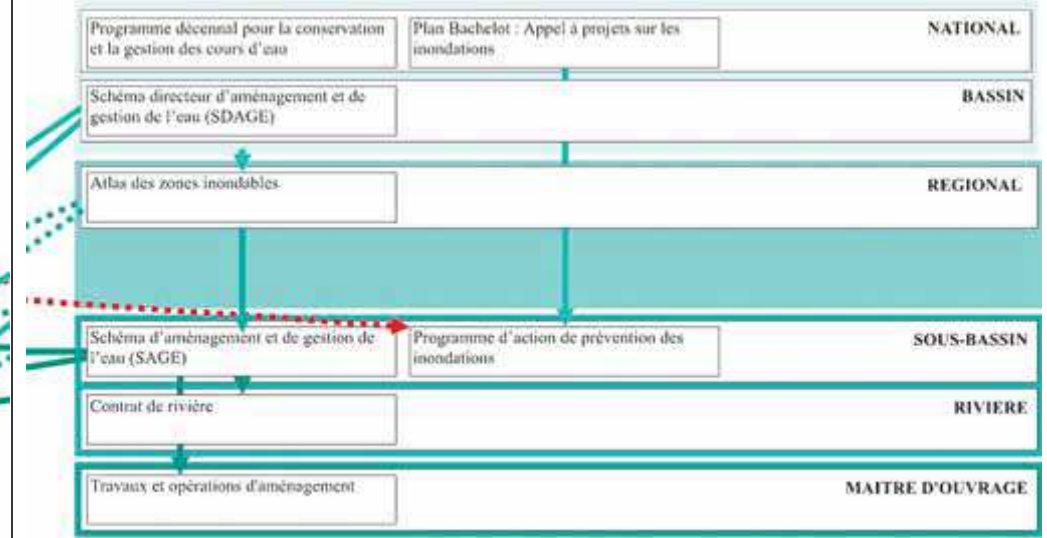 Programme décennal pour la conservation
et la gestion des cours d'eau
Plan Bachelot : Appel à projets sur les
inondations
NATIONAL
Schéma directeur d'aménagement et de
gestion de l'eau (SDAGE)
BASSIN
Atlas des zones inondables
REGIONAL
Schéma d'aménagement et de gestion de
l'eau (SAGE)
Programme d'action de prévention des
inondations
SOUS-BASSIN
Contrat de rivière
RIVIERE
Travaux et opérations d'aménagement
MAITRE D'OUVRAGE